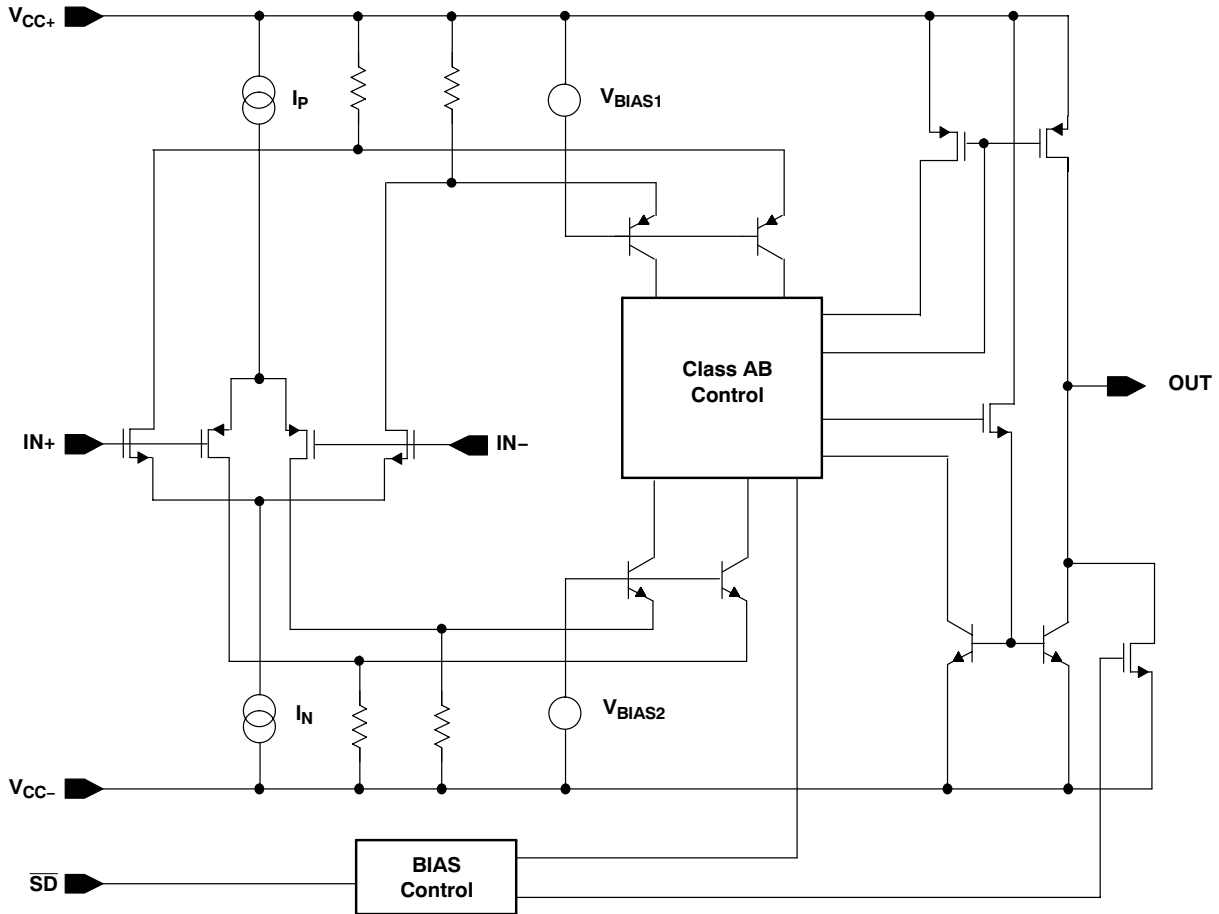 VCC+
IP
VBIAS1
Class AB
Control
OUT
IN+
IN−
IN
VBIAS2
VCC−
BIAS
Control
SD